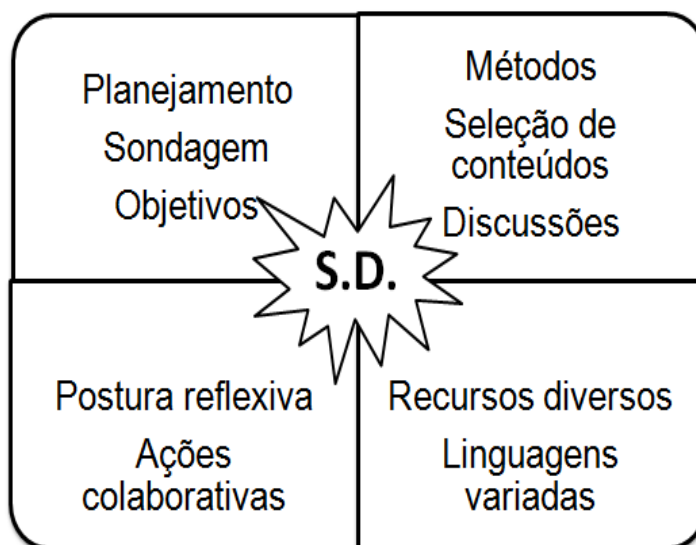 Planejamento
Sondagem
Objetivos
Métodos
Seleção de
conteúdos
Discussões
S.D.
Postura reflexiva
Ações
colaborativas
Recursos diversos
Linguagens
variadas